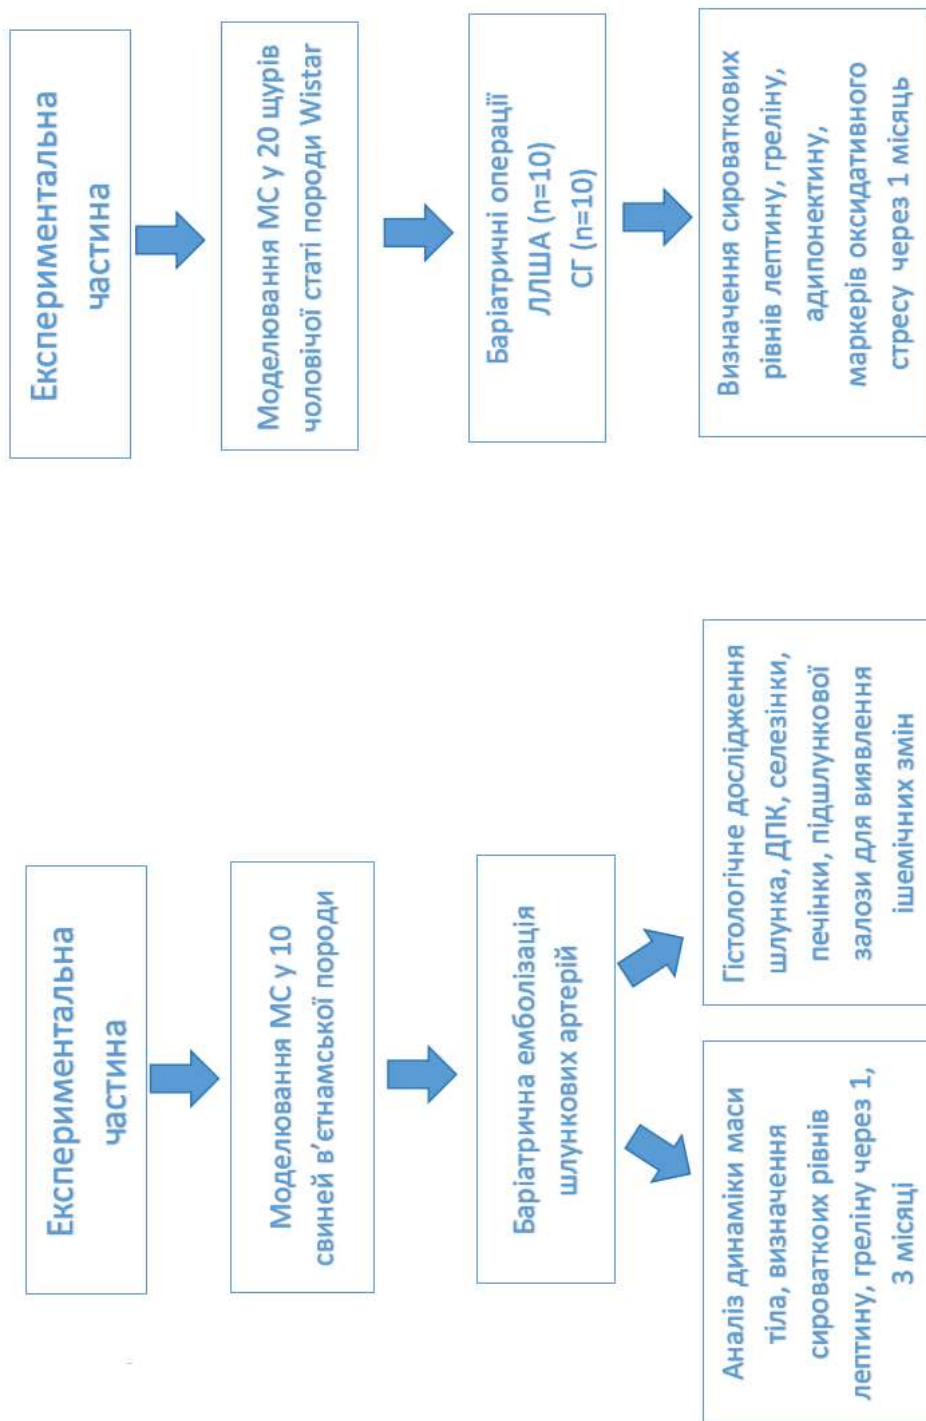 Експериментальна
частина
Моделювання МС у 10
свиней в’єтнамської породи
Баріатрична емболізація
шлункових артерій
Аналіз динаміки маси
тіла, визначення
сироваткоих рівнів
лептину, греліну через 1,
3 місяці
Гістологічне дослідження
шлунка, ДПК, селезінки,
печінки, підшлункової
залози для виявлення
ішемічних змін
Експериментальна
частина
Моделювання МС у 20 щурів
чоловічої статі породи Wistar
Баріатричні операції
ЛЛША (n=10)
СГ (n=10)
Визначення сироваткових
рівнів лептину, греліну,
адипонектину,
маркерів оксидативного
стресу через 1 місяць